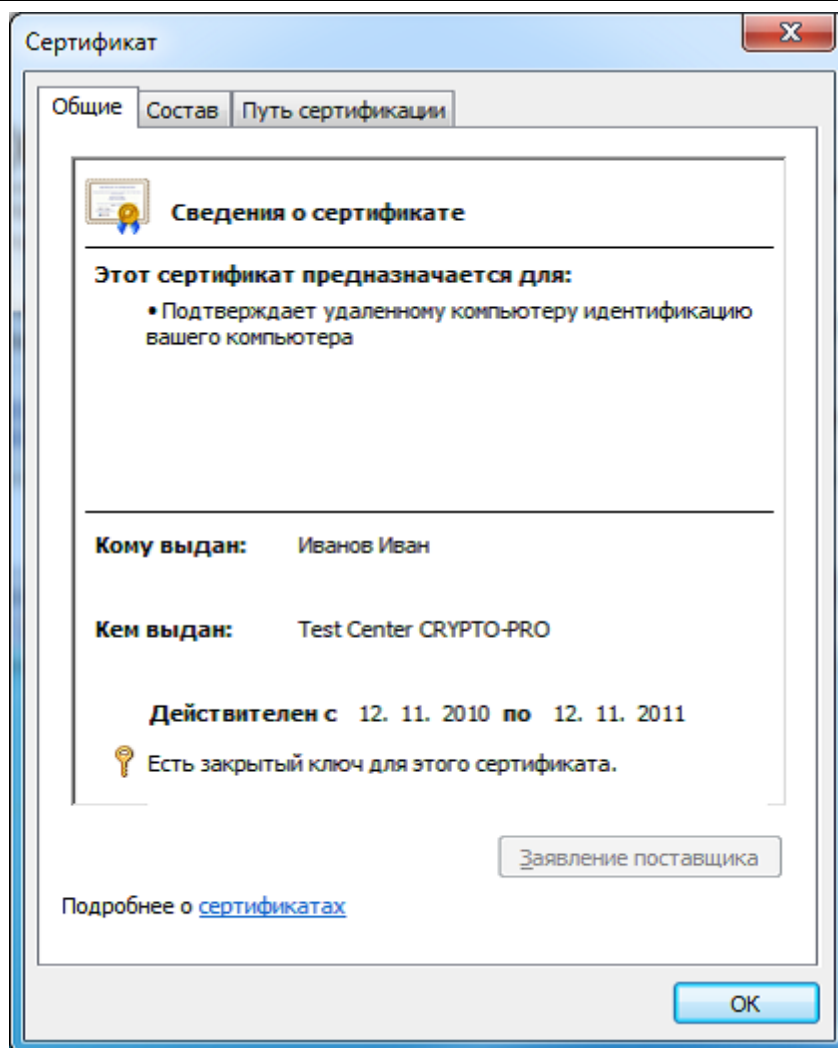 Сертификат
Общие Состав Путь сертификации
Сведения о сертификате
Этот сертификат предназначается для:
• Подтверждает удаленному компьютеру идентификацию
вашего компьютера
Кому выдан: Иванов Иван
Кем выдан: Test Center CRYPTO-PRO
Действителен с 12. 11. 2010 по 12. 11. 2011
Есть закрытый ключ для этого сертификата.
Заявление поставщика
Подробнее о сертификатах
OK